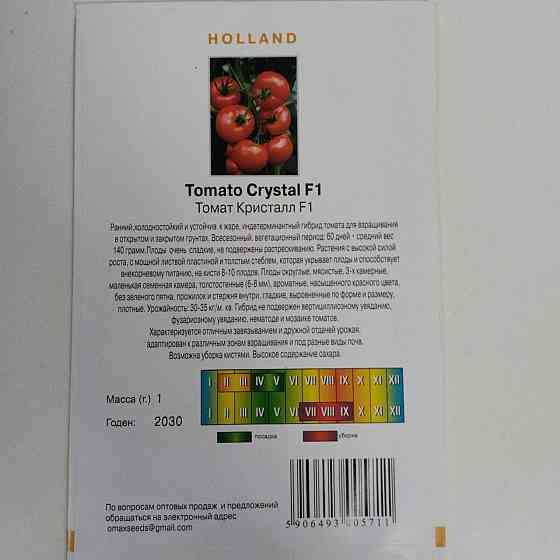 HOLLAND
Tomato Crystal F1
Томат Кристалл F1
Ранний,холодностойкий и устойчив к жаре, индетерминантный гибрид томата для взращивания
в открытом и закрытом грунтах. Всесезонный. вегетационный период: 60 дней - средний вес
140 грамм.Плоды очень сладкие, не подвержены растрескиванию. Растения с высокой силой
роста, с мощной листвой пластиной и толстым стеблем, которая укрывает плоды и способствует
внекорневому питанию, на кисти 8-10 плодов. Плоды округлые, мясистые, 3-х камерные,
маленькая семенная камера, толстостенные (6-8 мм), ароматные, насыщенного красного цвета,
без зеленого пятна, прожилок и стержня внутри, гладкие, выровненные по форме и размеру,
плотные. Урожайность: 30-35 кг/м. кв. Гибрид не подвержен вертициллиозному увяданию,
фузариозному увяданию, нематоде и мозаике томатов.
Характеризуется отличным завязыванием и дружной отдачей урожая.
адаптирован к различным зонам взращивания и под разные виды почв.
Возможна уборка кистями. Высокое содержание сахара.
I II III IV V VI VII VIII IX X XI XII
Масса (г.) 1
I II III IV V VI VII VIII IX X XI XII
Годен: 2030
посадка уборка
По вопросам оптовых продаж и предложений
обращаться на электронный адрес
omaxseeds@gmail.com
5 906493 005711